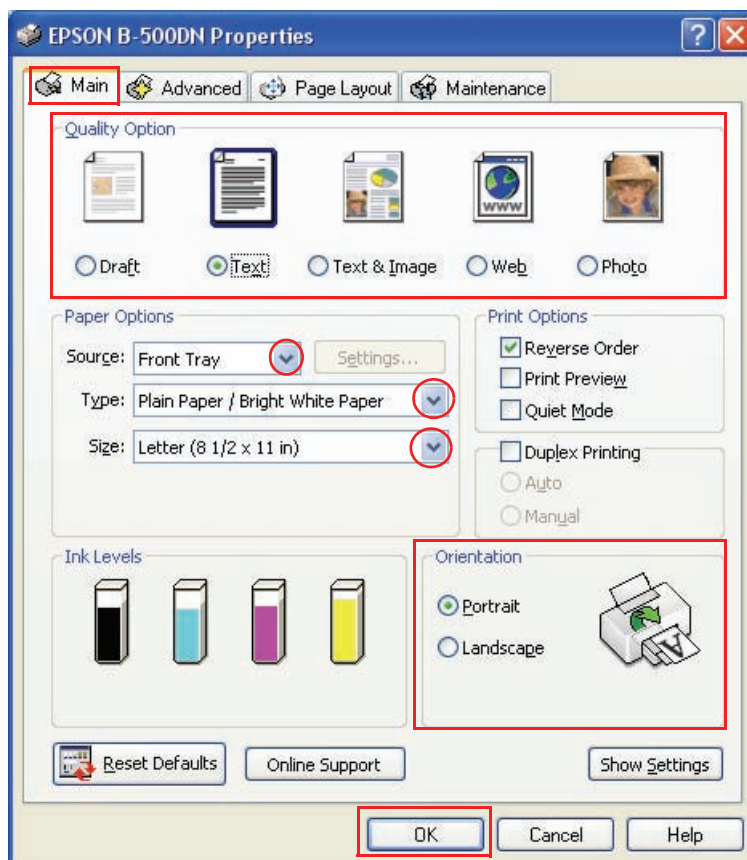 EPSON B-500DN Properties
Main Advanced Page Layout Maintenance
Quality Option
WWW
Draft Text Text & Image Web Photo
Paper Options
Source: Front Tray Settings...
Type: Plain Paper / Bright White Paper
Size: Letter (8 1/2 x 11 in)
Print Options
Reverse Order
Print Preview
Quiet Mode
Duplex Printing
Auto
Manual
Ink Levels
Orientation
Portrait
Landscape
A
Reset Defaults Online Support Show Settings
OK Cancel Help